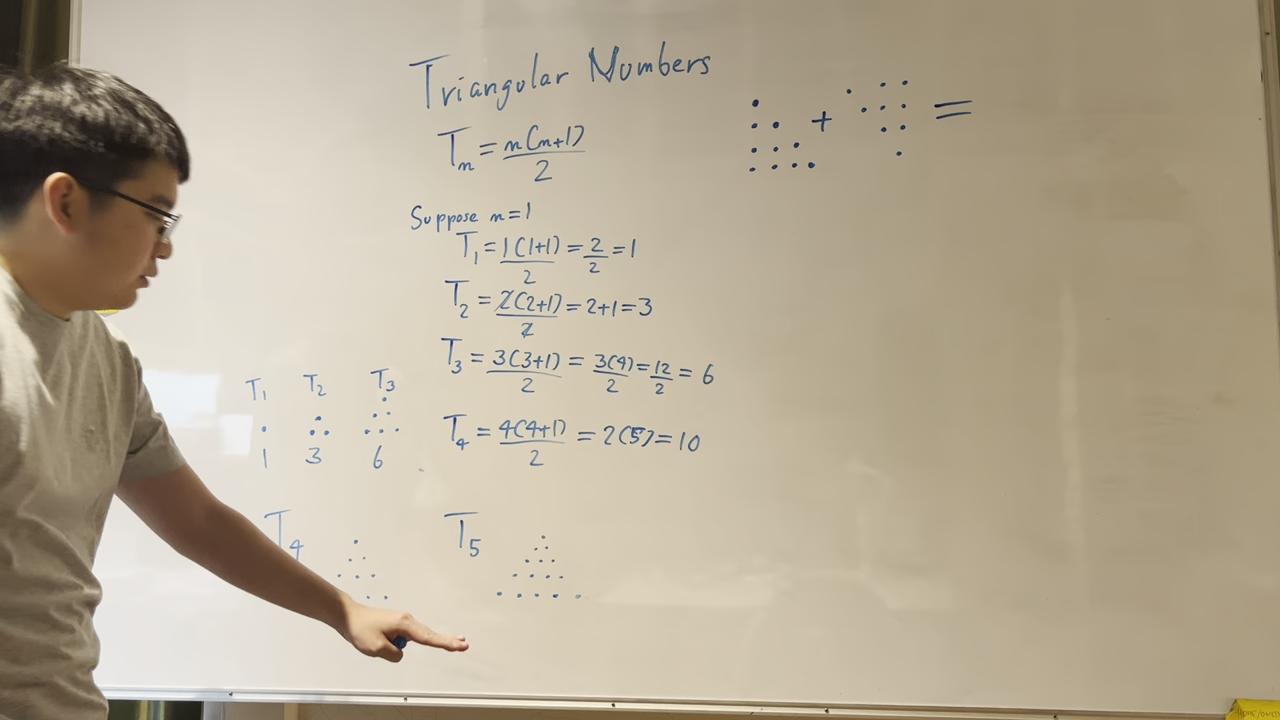 Triangular Numbers
Tn = n(n+1)/2
+ =
Suppose n=1
T1 = 1(1+1)/2 = 2/2 = 1
T2 = 2(2+1)/2 = 2+1 = 3
T3 = 3(3+1)/2 = 3(4)/2 = 12/2 = 6
T4 = 4(4+1)/2 = 2(5) = 10
T1 T2 T3
1 3 6
T4 T5